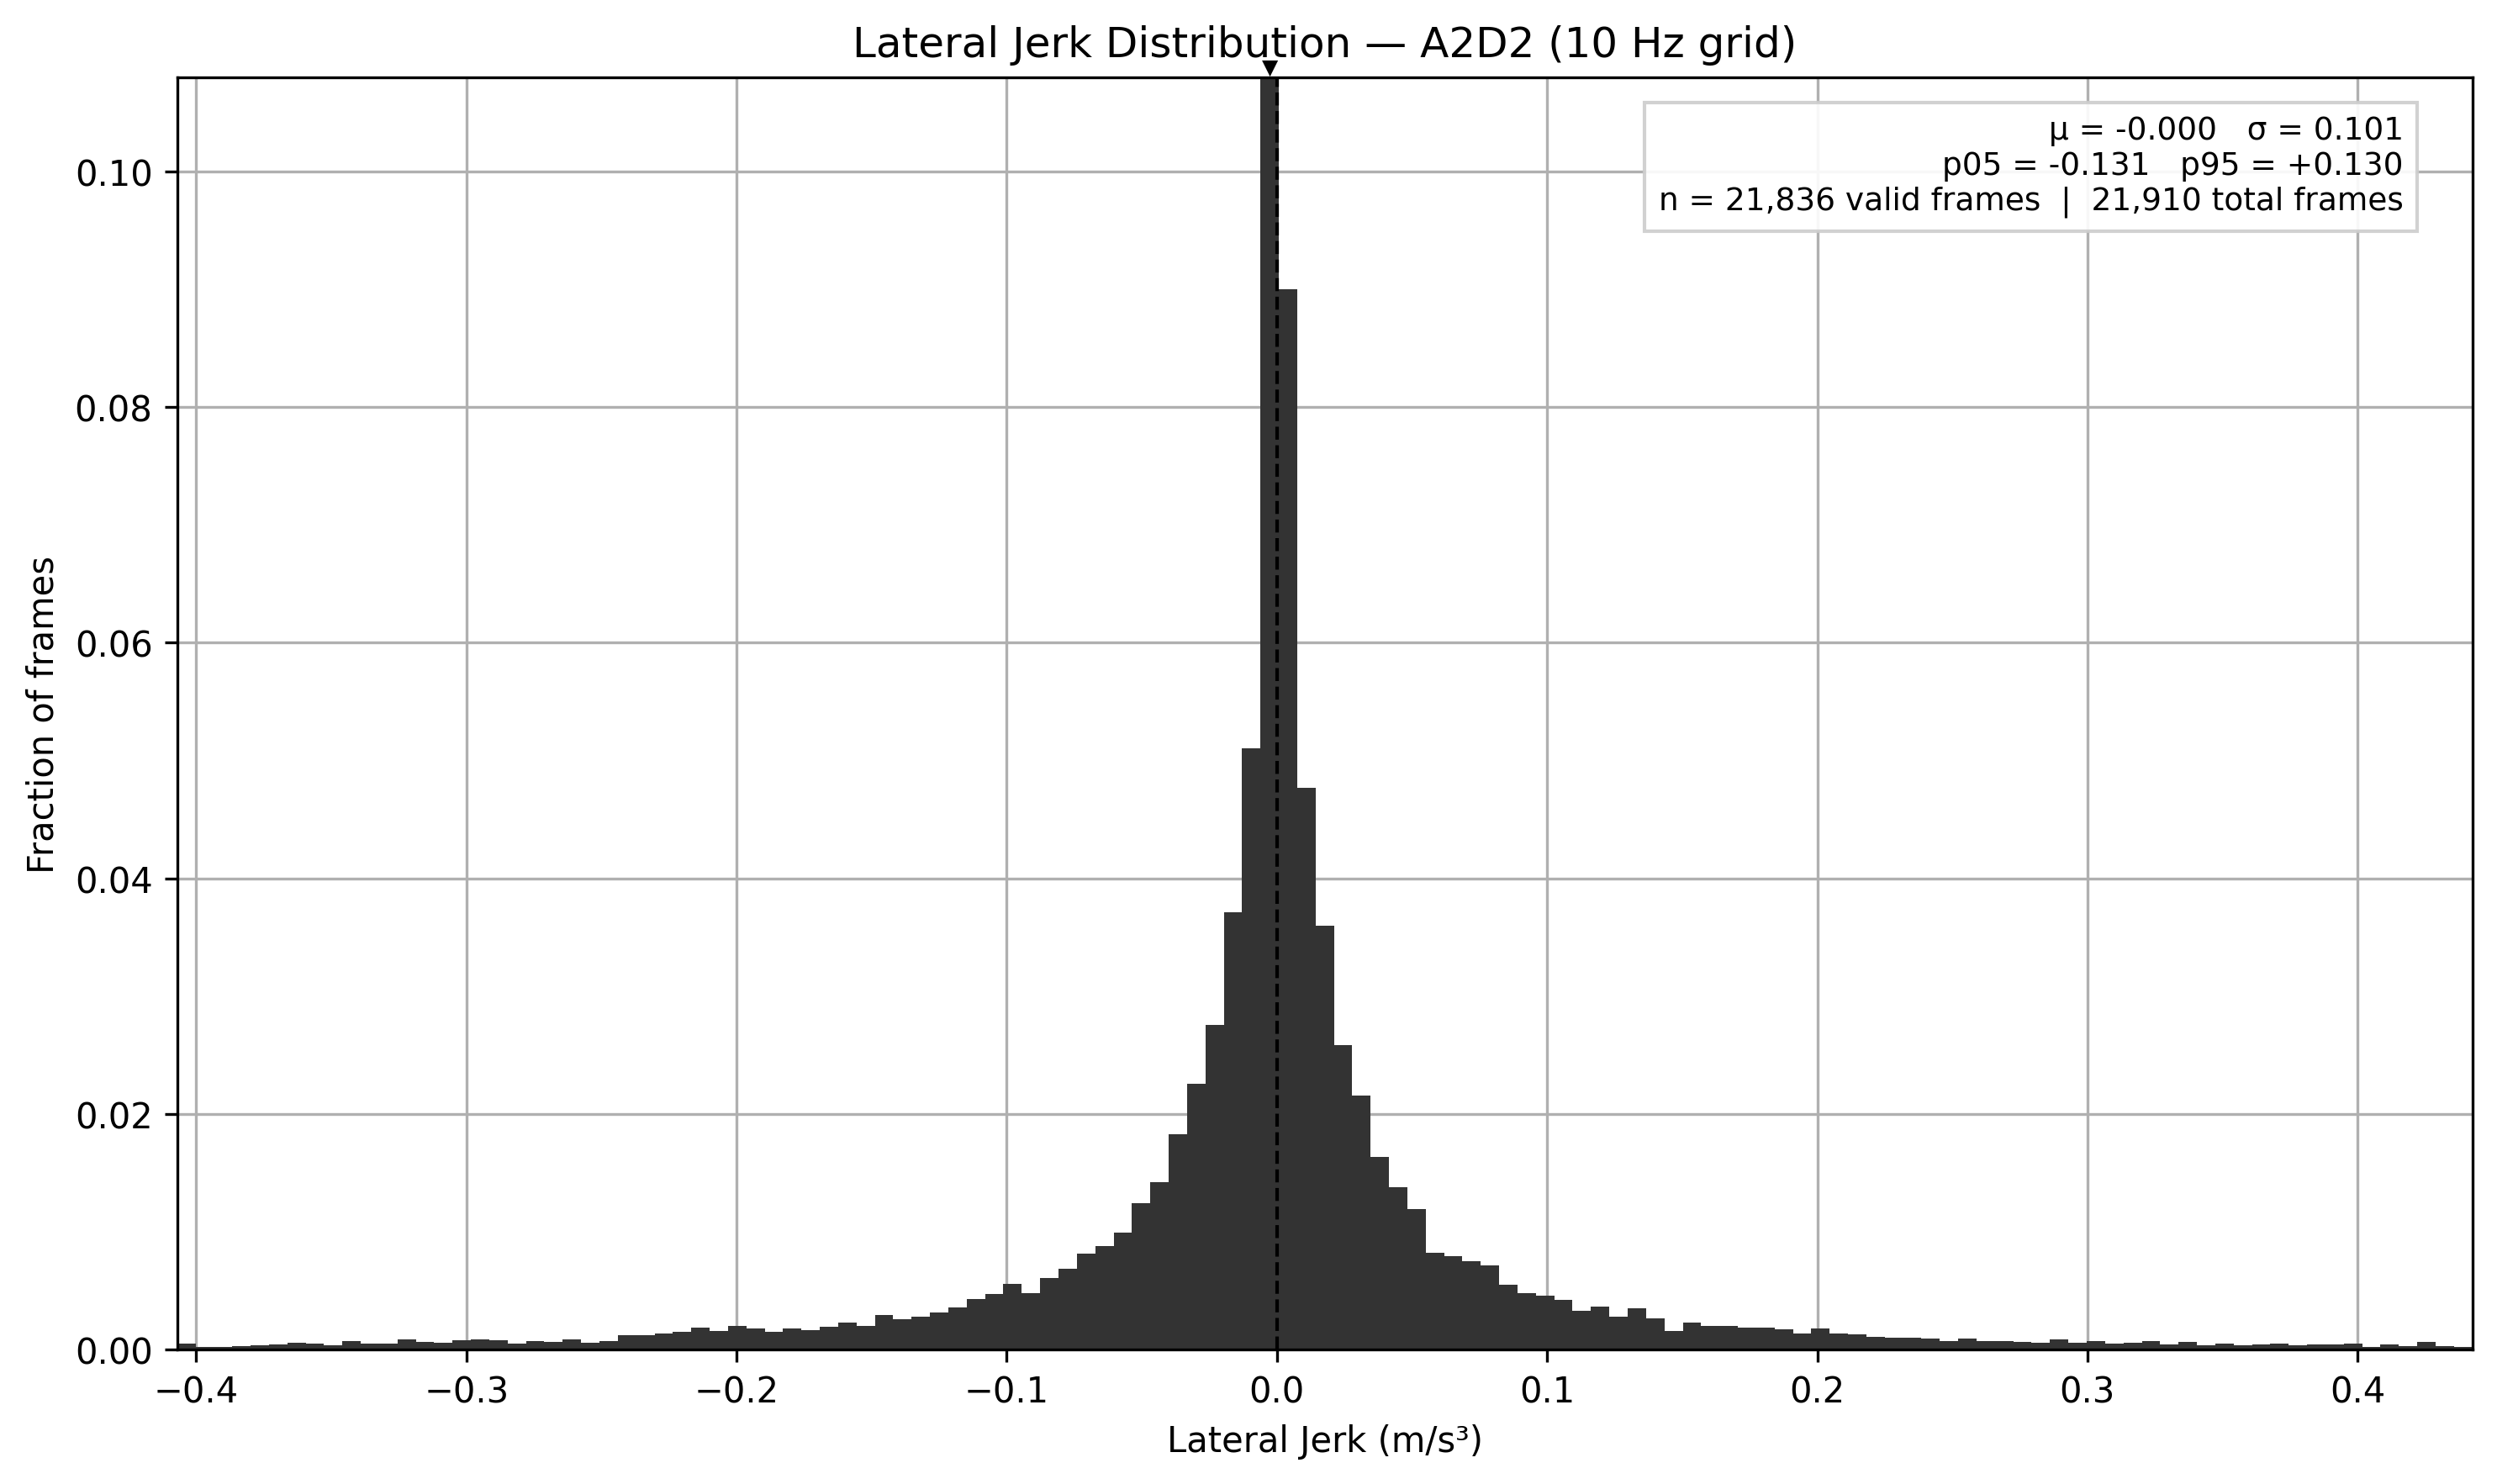 Lateral Jerk Distribution — A2D2 (10 Hz grid)
μ = -0.000   σ = 0.101
p05 = -0.131   p95 = +0.130
n = 21,836 valid frames  |  21,910 total frames
0.10
0.08
0.06
0.04
0.02
0.00
Fraction of frames
−0.4
−0.3
−0.2
−0.1
0.0
0.1
0.2
0.3
0.4
Lateral Jerk (m/s³)